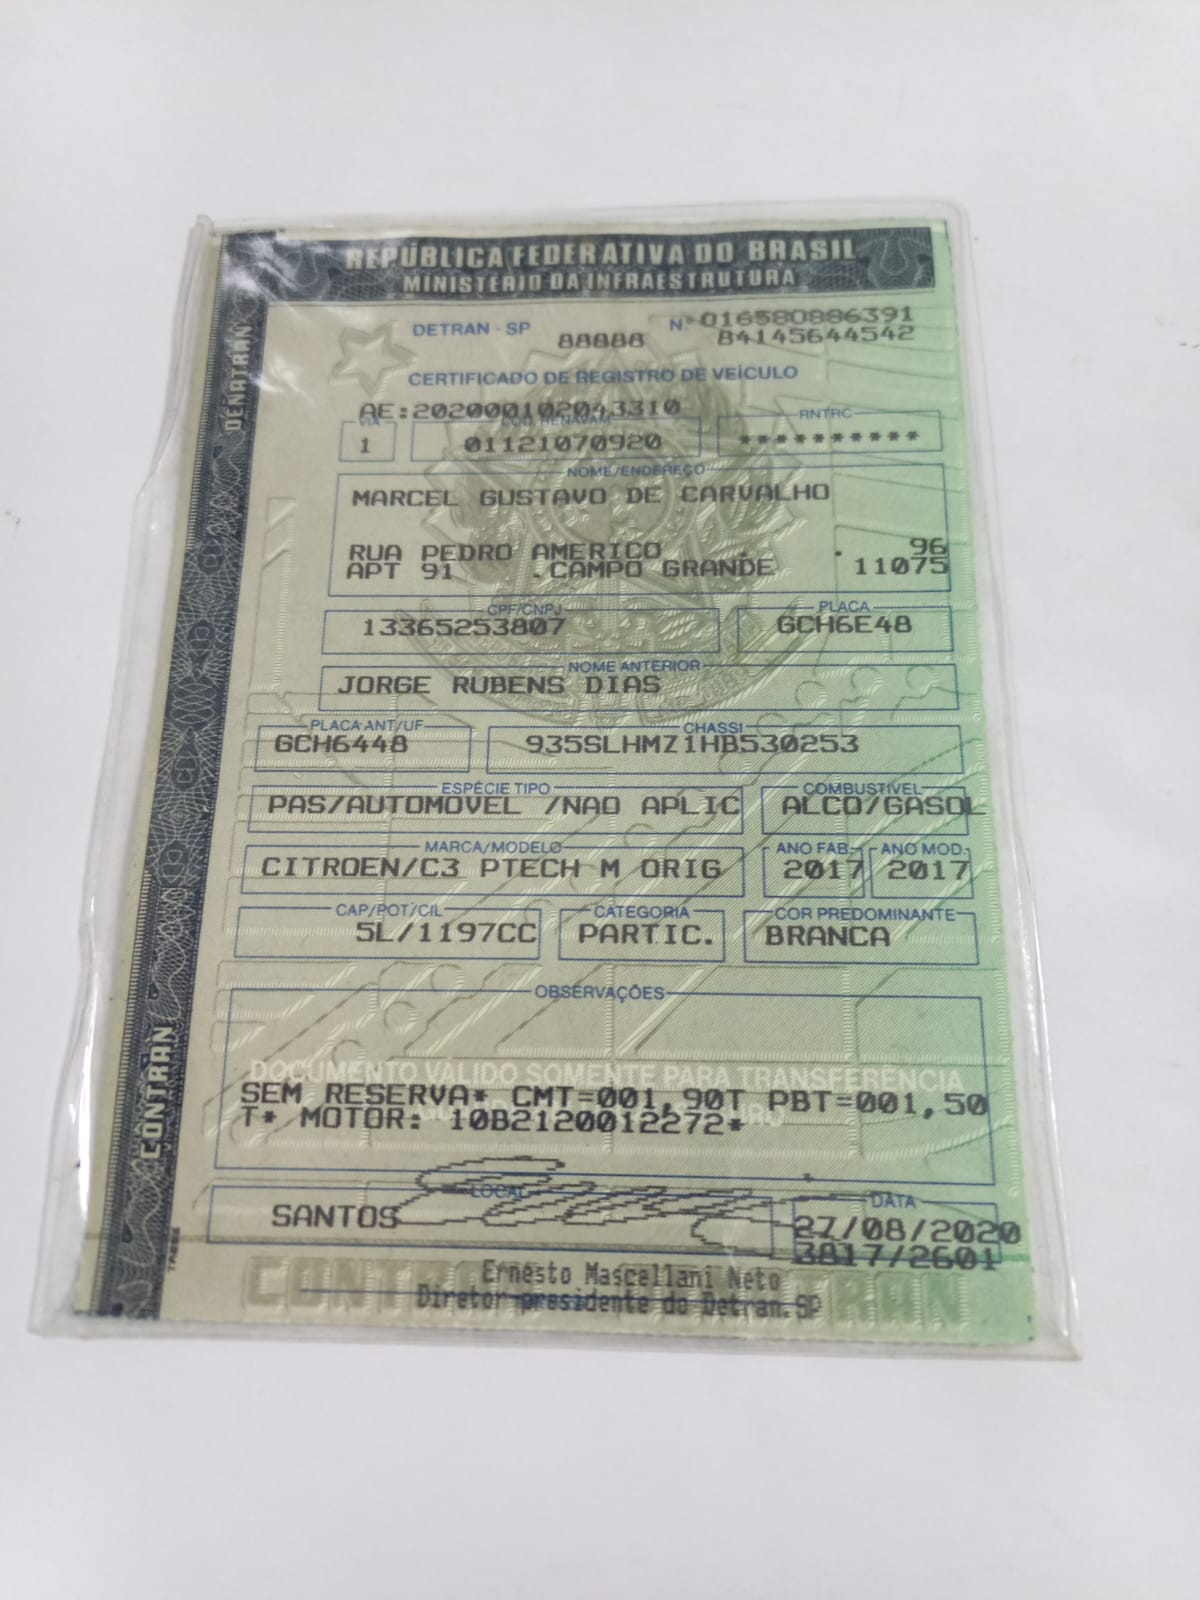 REPÚBLICA FEDERATIVA DO BRASIL
MINISTÉRIO DA INFRAESTRUTURA
DENATRAN
DETRAN - SP 88888 Nº 016580886391
84145644542
CERTIFICADO DE REGISTRO DE VEÍCULO
AE:202000102043310
VIA COD. RENAVAM RNTRC
1 01121070920 **********
NOME/ENDEREÇO
MARCEL GUSTAVO DE CARVALHO
RUA PEDRO AMERICO . 96
APT 91 .CAMPO GRANDE 11075
CPF/CNPJ PLACA
13365253807 GCH6E48
NOME ANTERIOR
JORGE RUBENS DIAS
PLACA ANT/UF CHASSI
GCH6448 935SLHMZ1HB530253
ESPÉCIE TIPO COMBUSTÍVEL
PAS/AUTOMOVEL /NAO APLIC ALCO/GASOL
MARCA/MODELO ANO FAB. ANO MOD.
CITROEN/C3 PTECH M ORIG 2017 2017
CAP/POT/CIL CATEGORIA COR PREDOMINANTE
5L/1197CC PARTIC. BRANCA
OBSERVAÇÕES
DOCUMENTO VÁLIDO SOMENTE PARA TRANSFERÊNCIA
SEM RESERVA* CMT=001,90T PBT=001,50
T* MOTOR: 10B2120012272*
CONTRAN
LOCAL DATA
SANTOS 27/08/2020
3817/2601
Ernesto Mascellani Neto
Diretor-presidente do Detran.SP